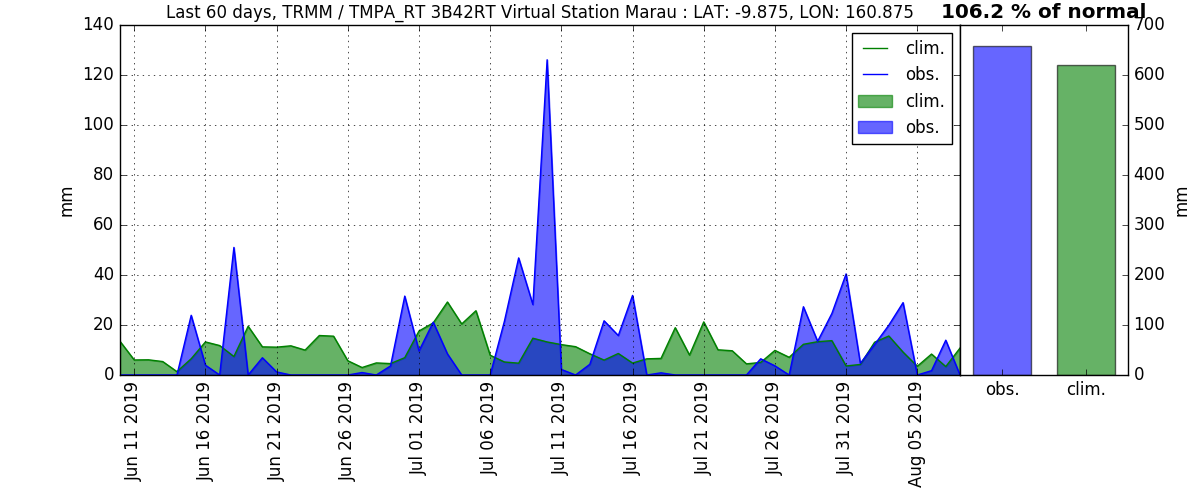 Last 60 days, TRMM / TMPA_RT 3B42RT Virtual Station Marau : LAT: -9.875, LON: 160.875
106.2 % of normal
140
120
100
80
60
40
20
0
mm
clim.
obs.
clim.
obs.
700
600
500
400
300
200
100
0
mm
Jun 11 2019
Jun 16 2019
Jun 21 2019
Jun 26 2019
Jul 01 2019
Jul 06 2019
Jul 11 2019
Jul 16 2019
Jul 21 2019
Jul 26 2019
Jul 31 2019
Aug 05 2019
obs.
clim.